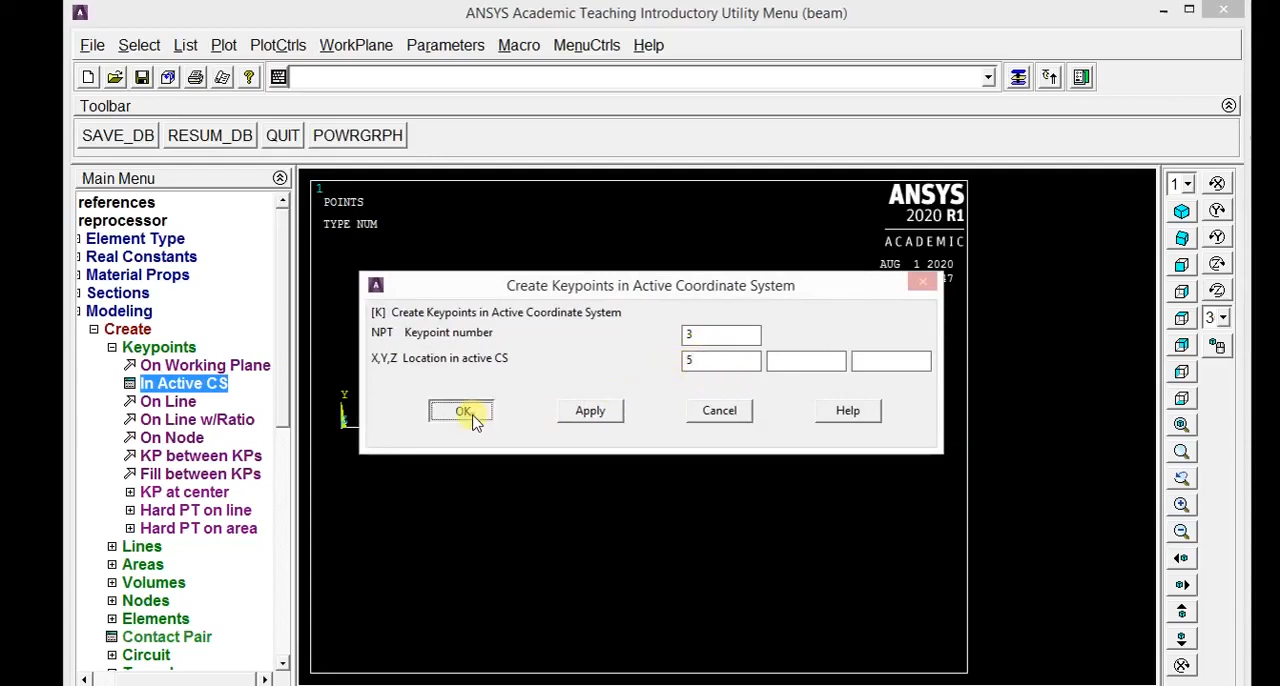 ANSYS Academic Teaching Introductory Utility Menu (beam)
File Select List Plot PlotCtrls WorkPlane Parameters Macro MenuCtrls Help
Toolbar
SAVE_DB RESUM_DB QUIT POWRGRPH
Main Menu
references
reprocessor
Element Type
Real Constants
Material Props
Sections
Modeling
Create
Keypoints
On Working Plane
In Active CS
On Line
On Line w/Ratio
On Node
KP between KPs
Fill between KPs
KP at center
Hard PT on line
Hard PT on area
Lines
Areas
Volumes
Nodes
Elements
Contact Pair
Circuit
1
POINTS
TYPE NUM
ANSYS
2020 R1
ACADEMIC
AUG 1 2020
47
Y
Create Keypoints in Active Coordinate System
[K] Create Keypoints in Active Coordinate System
NPT Keypoint number 3
X,Y,Z Location in active CS 5
OK Apply Cancel Help
1
3